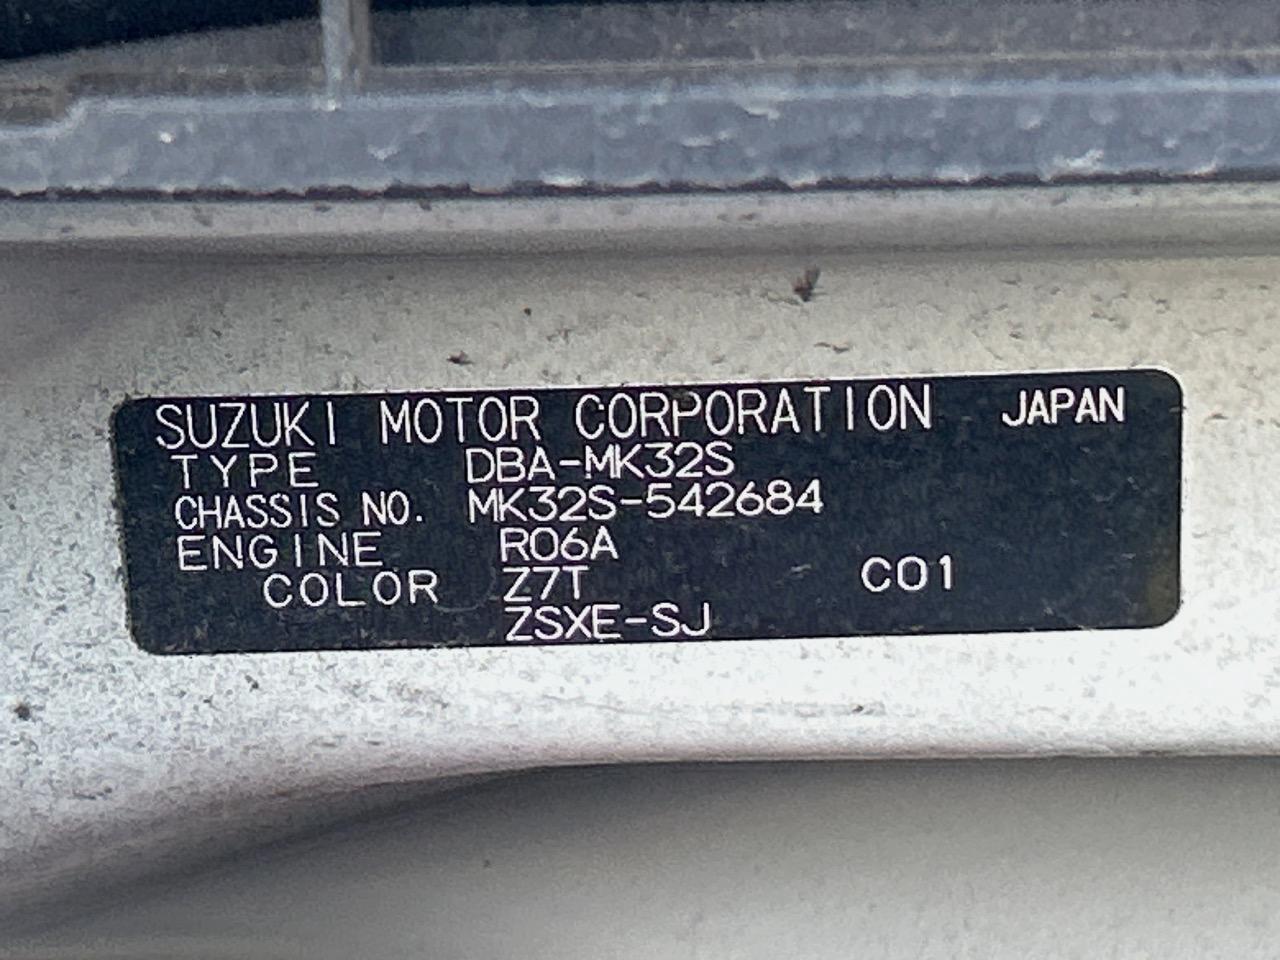 SUZUKI MOTOR CORPORATION JAPAN
TYPE DBA-MK32S
CHASSIS NO. MK32S-542684
ENGINE R06A
COLOR Z7T C01
ZSXE-SJ